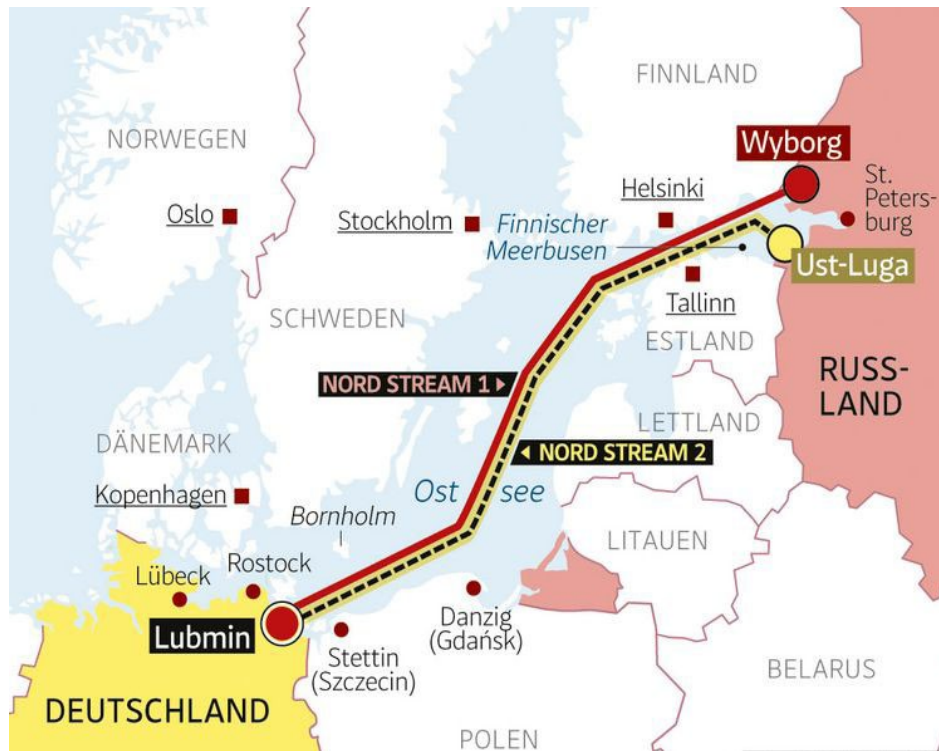 FINNLAND
NORWEGEN
Wyborg
Helsinki
St.
Peters-
burg
Oslo
Stockholm
Finnischer
Meerbusen
Ust-Luga
Tallinn
SCHWEDEN
ESTLAND
NORD STREAM 1
RUSS-
LAND
LETTLAND
DÄNEMARK
NORD STREAM 2
Kopenhagen
Ost see
Bornholm
LITAUEN
Rostock
Lübeck
Danzig
(Gdańsk)
Lubmin
Stettin
(Szczecin)
BELARUS
DEUTSCHLAND
POLEN